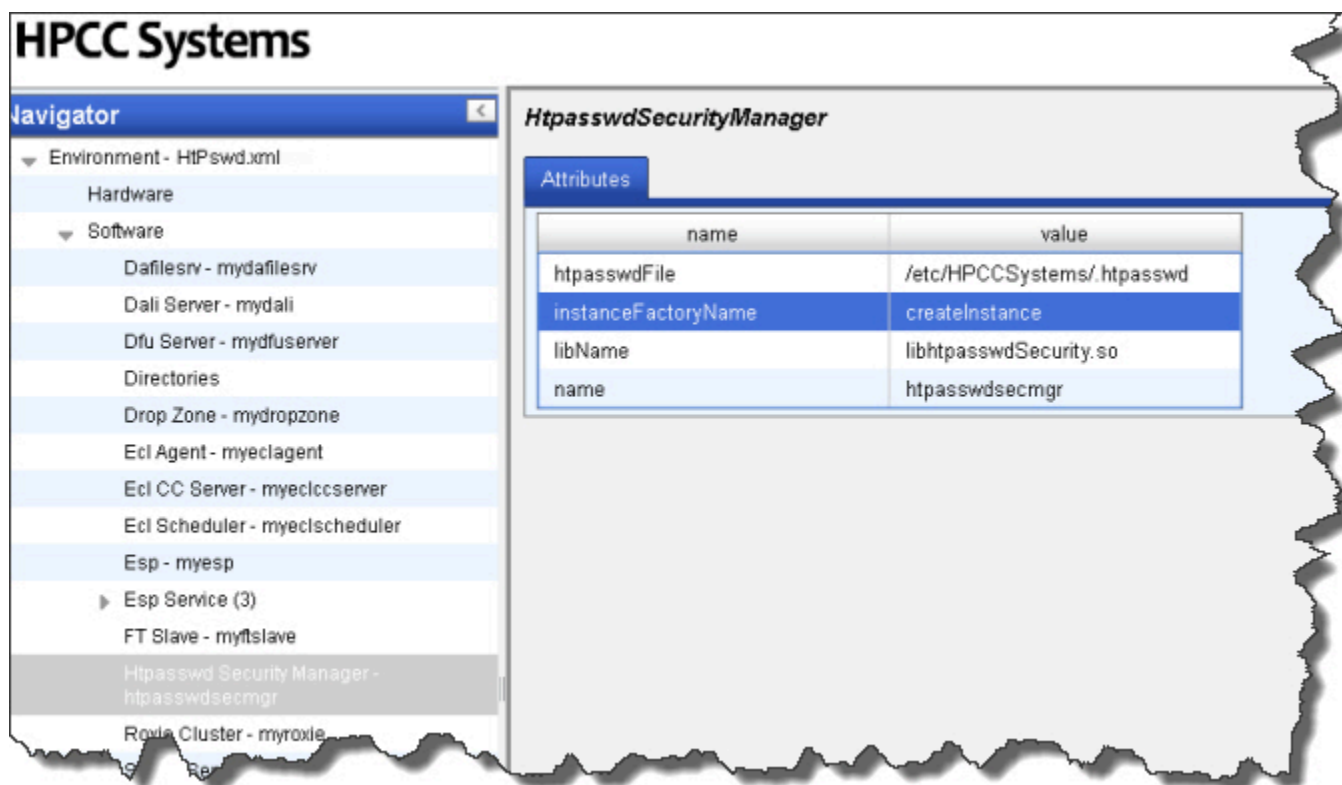 HPCC Systems
Navigator
Environment - HtPswd.xml
Hardware
Software
Dafilesrv - mydafilesrv
Dali Server - mydali
Dfu Server - mydfuserver
Directories
Drop Zone - mydropzone
Ecl Agent - myeclagent
Ecl CC Server - myeclccserver
Ecl Scheduler - myeclscheduler
Esp - myesp
Esp Service (3)
FT Slave - myftslave
Htpasswd Security Manager -
htpasswdsecmgr
Roxie Cluster - myroxie
HtpasswdSecurityManager
Attributes
name value
htpasswdFile /etc/HPCCSystems/.htpasswd
instanceFactoryName createInstance
libName libhtpasswdSecurity.so
name htpasswdsecmgr